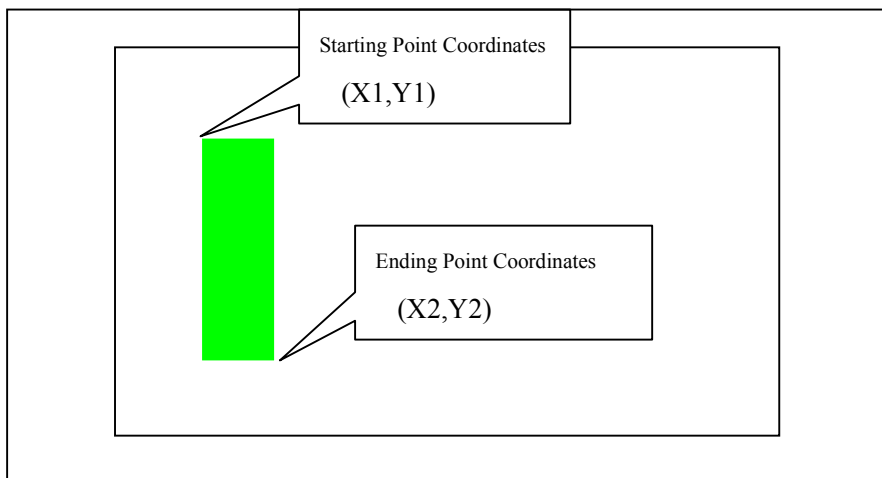 Starting Point Coordinates
(X1,Y1)
Ending Point Coordinates
(X2,Y2)